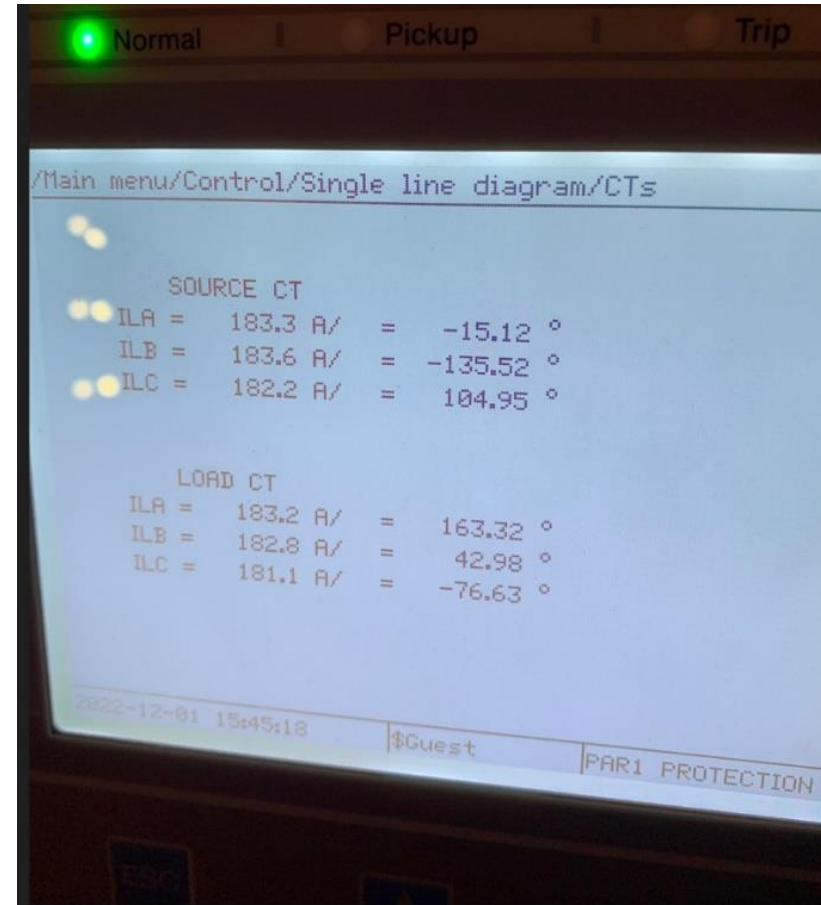 Normal Pickup Trip
/Main menu/Control/Single line diagram/CTs
SOURCE CT
ILA = 183.3 A/ = -15.12 °
ILB = 183.6 A/ = -135.52 °
ILC = 182.2 A/ = 104.95 °
LOAD CT
ILA = 183.2 A/ = 163.32 °
ILB = 182.8 A/ = 42.98 °
ILC = 181.1 A/ = -76.63 °
2022-12-01 15:45:18 $Guest PAR1 PROTECTION
ESC